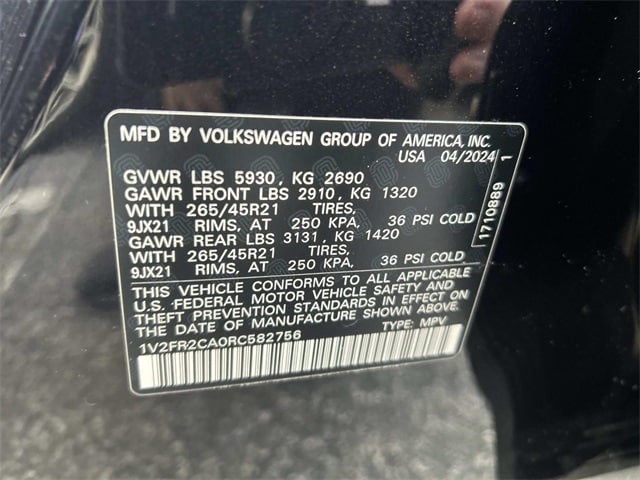 MFD BY VOLKSWAGEN GROUP OF AMERICA, INC.
USA 04/2024
GVWR LBS 5930, KG 2690
GAWR FRONT LBS 2910, KG 1320
WITH 265/45R21 TIRES,
9JX21 RIMS, AT 250 KPA, 36 PSI COLD
GAWR REAR LBS 3131, KG 1420
WITH 265/45R21 TIRES,
9JX21 RIMS, AT 250 KPA, 36 PSI COLD
THIS VEHICLE CONFORMS TO ALL APPLICABLE
U.S. FEDERAL MOTOR VEHICLE SAFETY AND
THEFT PREVENTION STANDARDS IN EFFECT ON
THE DATE OF MANUFACTURE SHOWN ABOVE.
1V2FR2CA0RC582756 TYPE: MPV
1710889 1